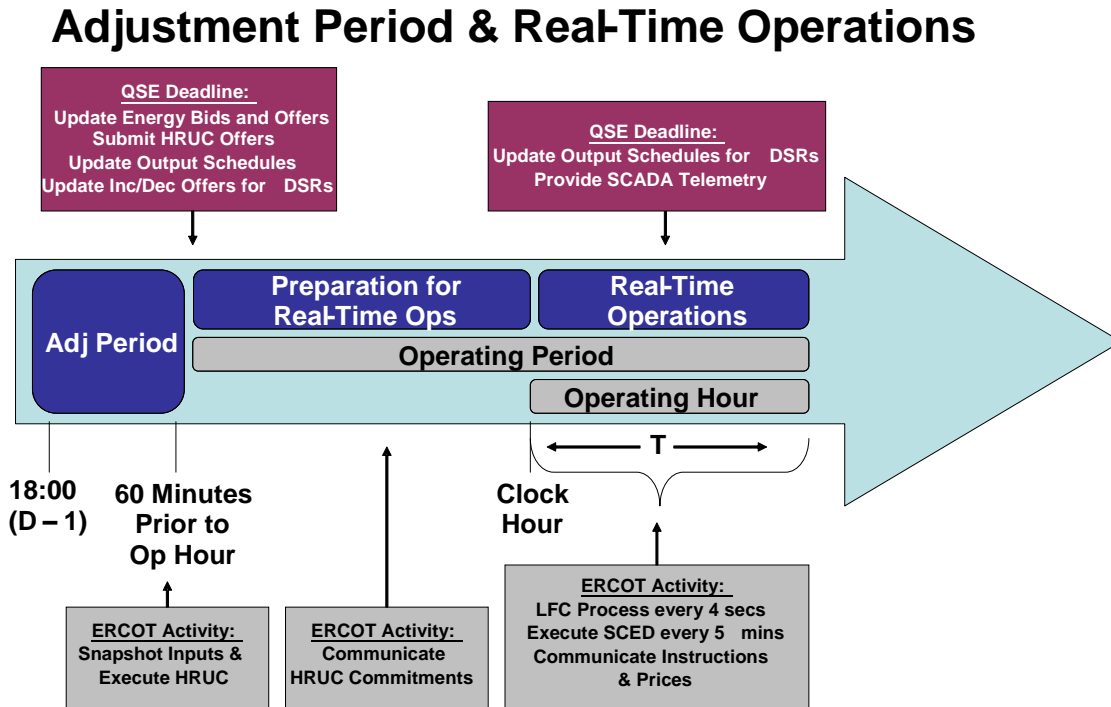 Adjustment Period & Real-Time Operations
QSE Deadline:
Update Energy Bids and Offers
Submit HRUC Offers
Update Output Schedules
Update Inc/Dec Offers for DSRs
QSE Deadline:
Update Output Schedules for DSRs
Provide SCADA Telemetry
Adj Period
Preparation for
Real-Time Ops
Real-Time
Operations
Operating Period
Operating Hour
T
18:00
(D – 1)
60 Minutes
Prior to
Op Hour
Clock
Hour
ERCOT Activity:
Snapshot Inputs &
Execute HRUC
ERCOT Activity:
Communicate
HRUC Commitments
ERCOT Activity:
LFC Process every 4 secs
Execute SCED every 5 mins
Communicate Instructions
& Prices